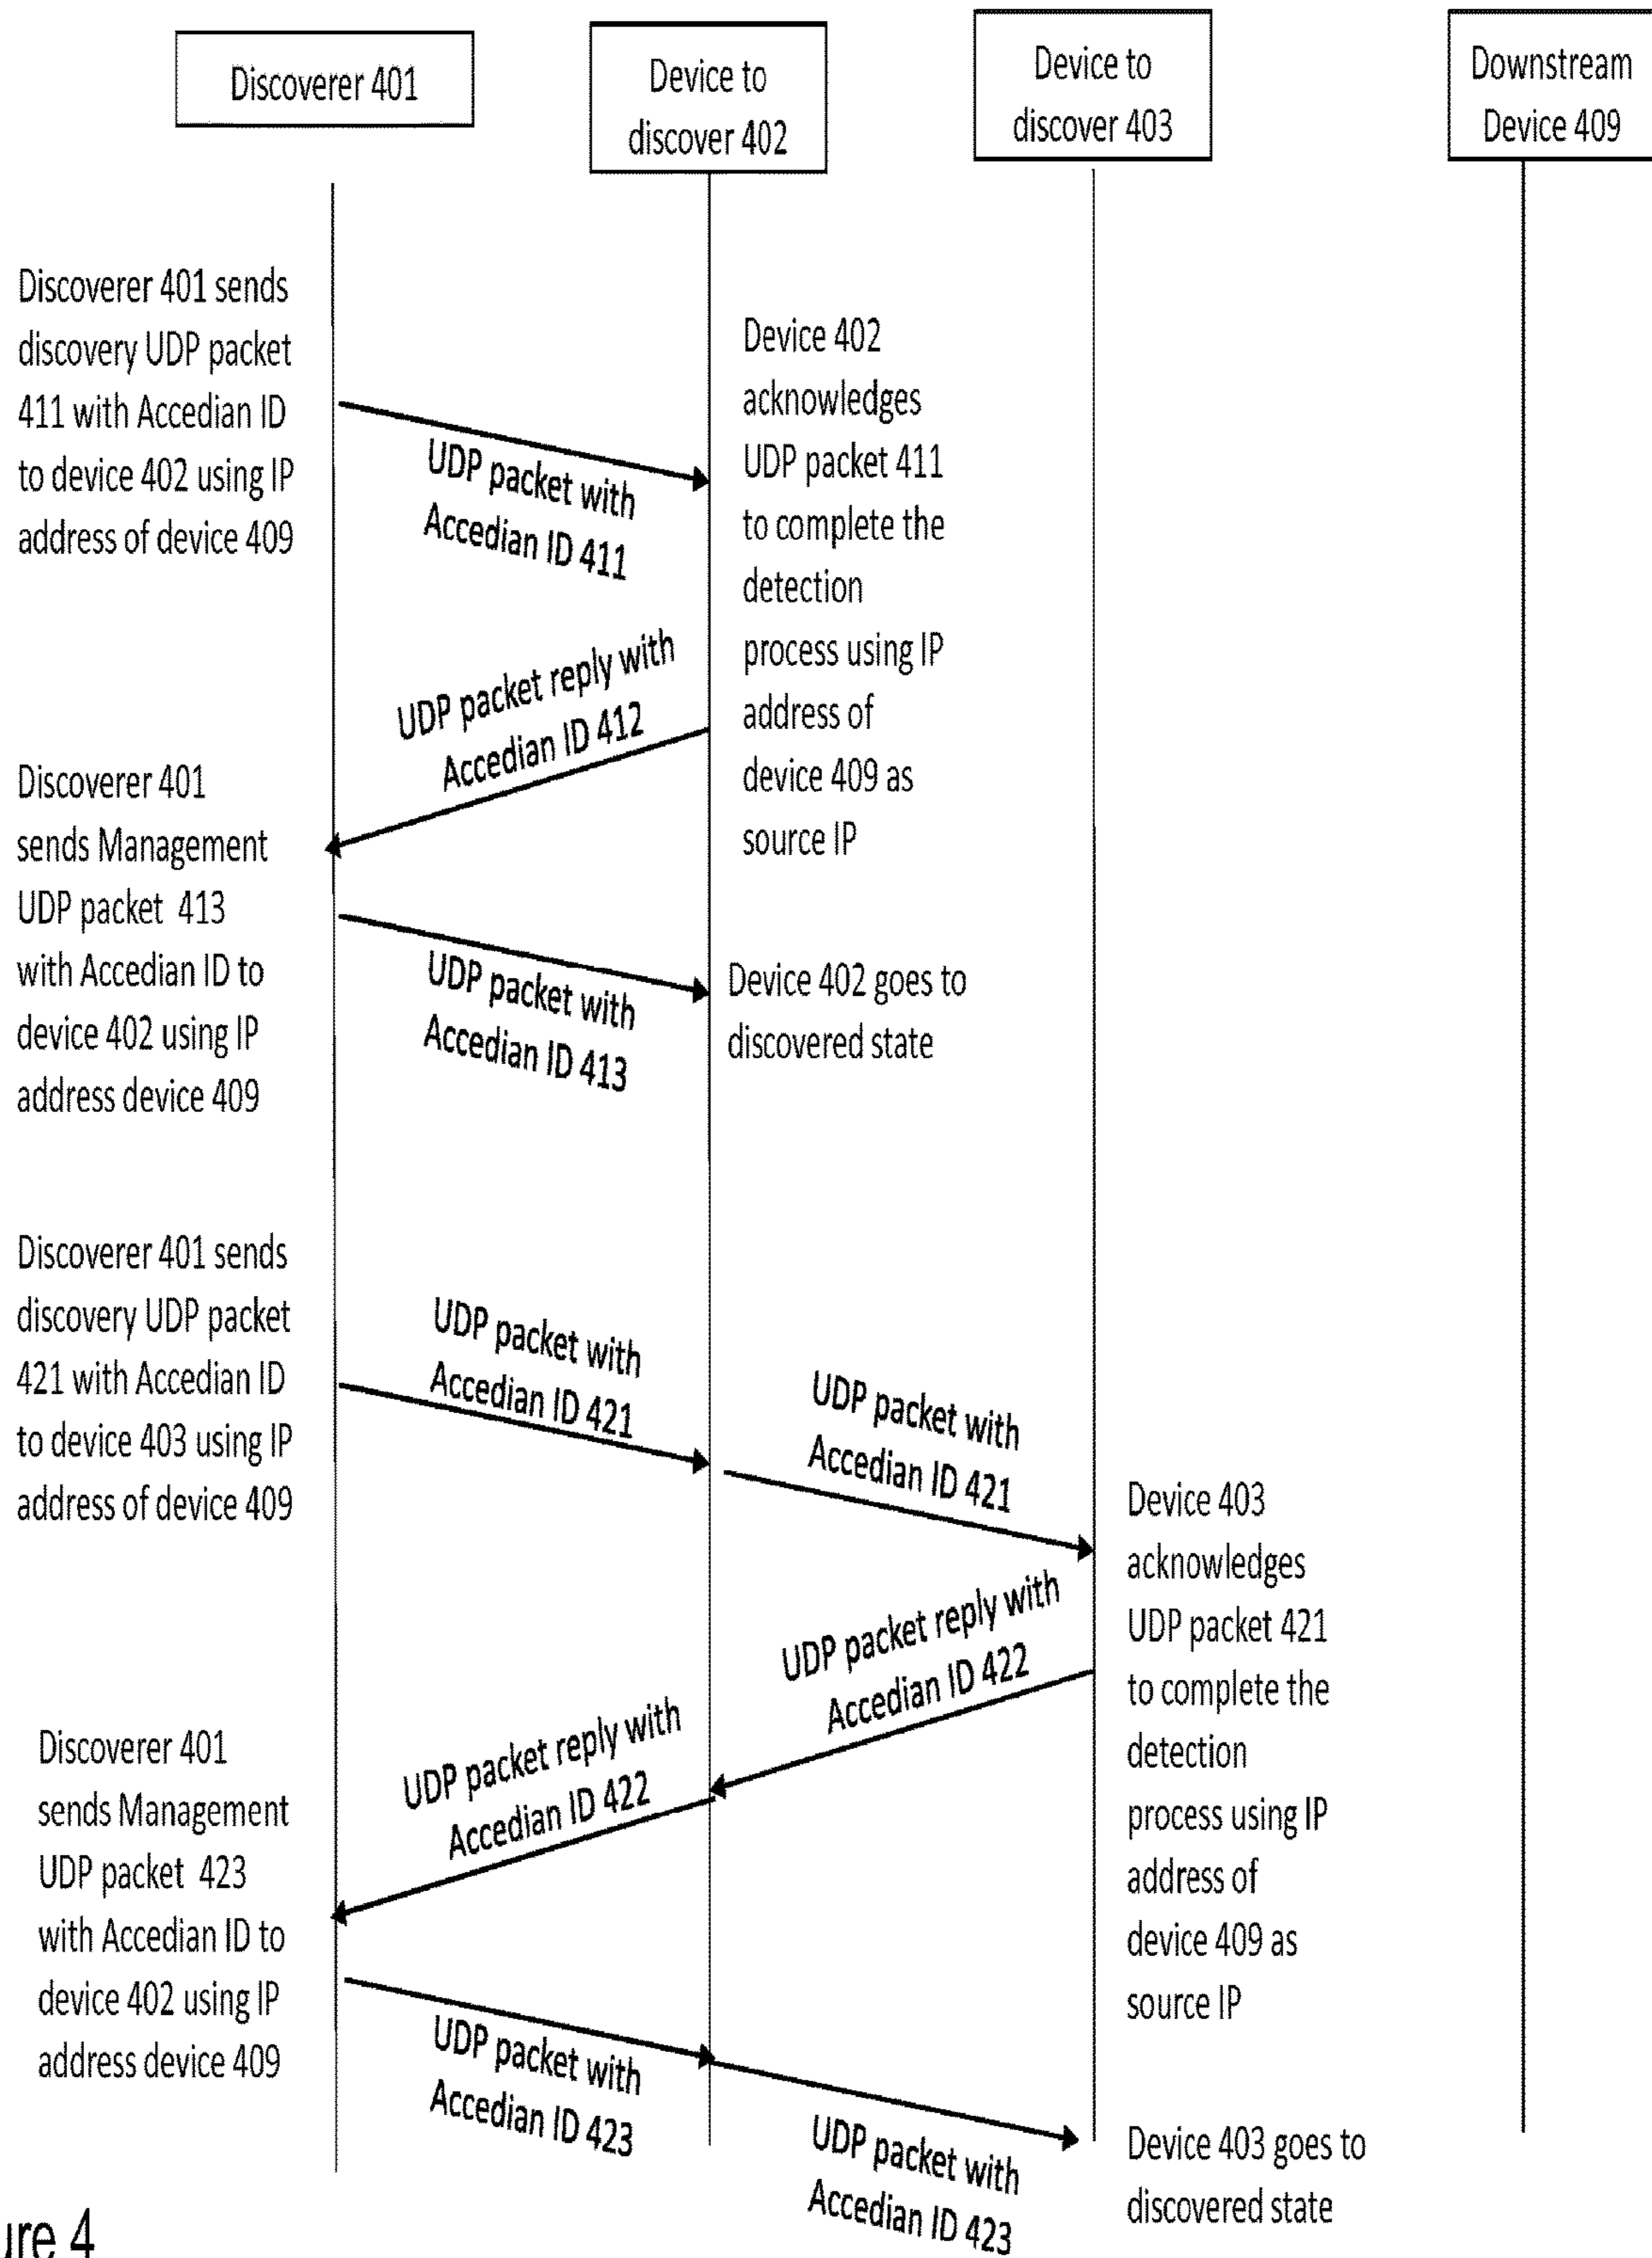 Discoverer 401
Device to
discover 402
Device to
discover 403
Downstream
Device 409
Discoverer 401 sends
discovery UDP packet
411 with Accedian ID
to device 402 using IP
address of device 409
UDP packet with
Accedian ID 411
Device 402
acknowledges
UDP packet 411
to complete the
detection
process using IP
address of
device 409 as
source IP
UDP packet reply with
Accedian ID 412
Discoverer 401
sends Management
UDP packet 413
with Accedian ID to
device 402 using IP
address device 409
UDP packet with
Accedian ID 413
Device 402 goes to
discovered state
Discoverer 401 sends
discovery UDP packet
421 with Accedian ID
to device 403 using IP
address of device 409
UDP packet with
Accedian ID 421
UDP packet with
Accedian ID 421
Device 403
acknowledges
UDP packet 421
to complete the
detection
process using IP
address of
device 409 as
source IP
UDP packet reply with
Accedian ID 422
UDP packet reply with
Accedian ID 422
Discoverer 401
sends Management
UDP packet 423
with Accedian ID to
device 402 using IP
address device 409
UDP packet with
Accedian ID 423
UDP packet with
Accedian ID 423
Device 403 goes to
discovered state
ure 4